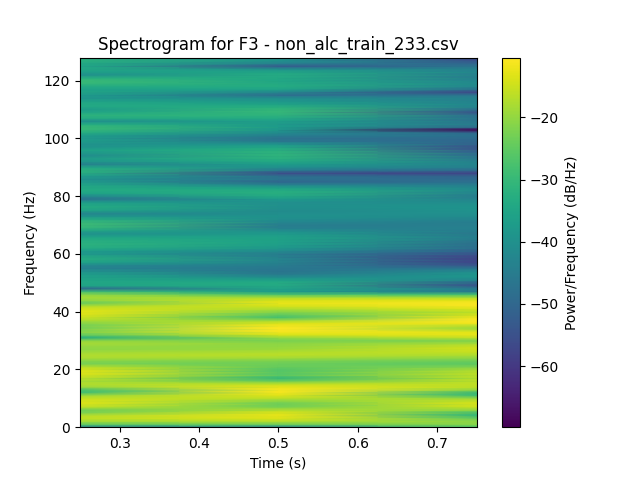 Spectrogram for F3 - non_alc_train_233.csv
120
100
80
60
40
20
0
Frequency (Hz)
0.3 0.4 0.5 0.6 0.7
Time (s)
−20
−30
−40
−50
−60
Power/Frequency (dB/Hz)